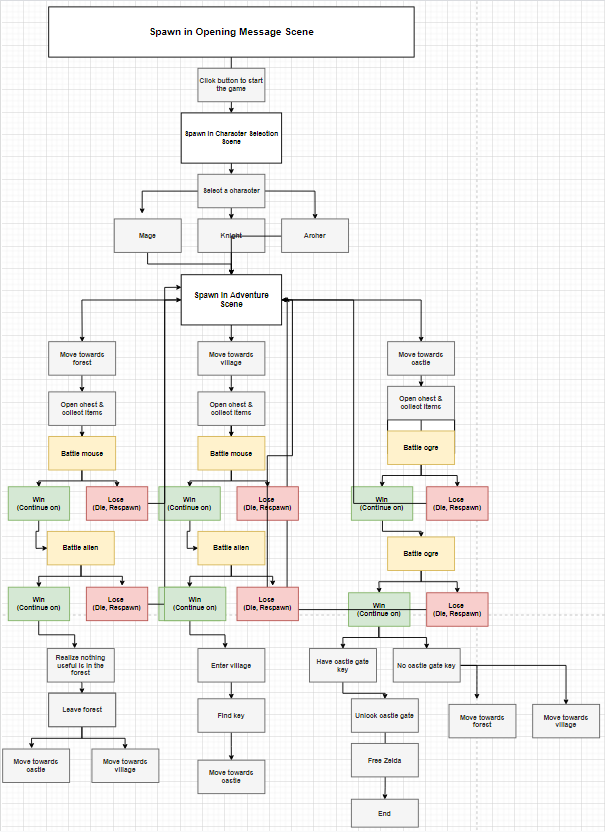 Spawn in Opening Message Scene
Click button to start
the game
Spawn in Character Selection
Scene
Select a character
Mage
Knight
Archer
Spawn in Adventure
Scene
Move towards
forest
Move towards
village
Move towards
castle
Open chest &
collect items
Open chest &
collect items
Open chest &
collect items
Battle mouse
Battle mouse
Battle ogre
Win
(Continue on)
Lose
(Die, Respawn)
Win
(Continue on)
Lose
(Die, Respawn)
Win
(Continue on)
Lose
(Die, Respawn)
Battle alien
Battle alien
Battle ogre
Win
(Continue on)
Lose
(Die, Respawn)
Win
(Continue on)
Lose
(Die, Respawn)
Win
(Continue on)
Lose
(Die, Respawn)
Realize nothing
useful is in the
forest
Enter village
Have castle gate
key
No castle gate key
Leave forest
Find key
Unlock castle gate
Move towards
forest
Move towards
village
Move towards
castle
Move towards
village
Move towards
castle
Free Zelda
End